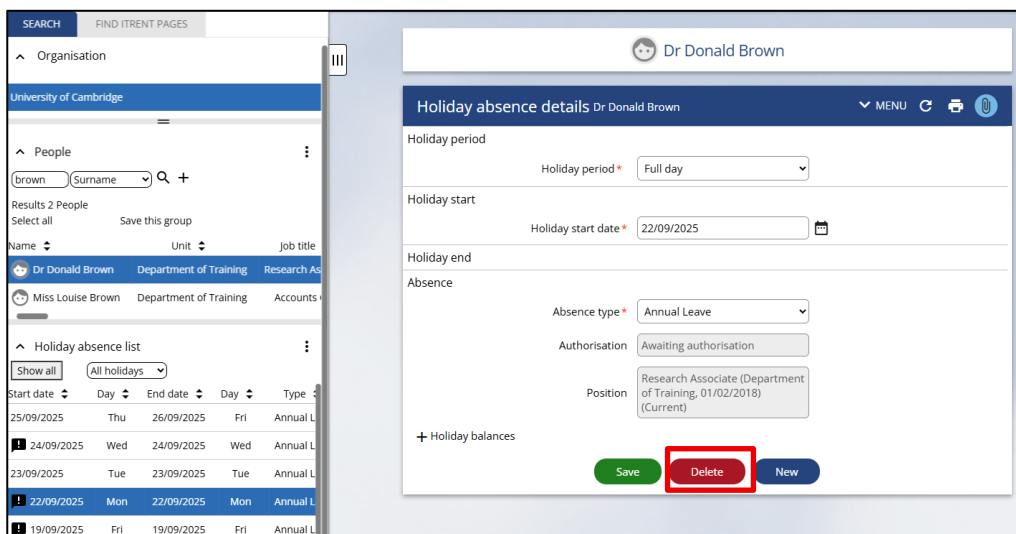 SEARCH FIND ITRENT PAGES
Organisation
University of Cambridge
People
brown Surname
Results 2 People
Select all Save this group
Name Unit Job title
Dr Donald Brown Department of Training Research As
Miss Louise Brown Department of Training Accounts
Holiday absence list
Show all All holidays
Start date Day End date Day Type
25/09/2025 Thu 26/09/2025 Fri Annual L
24/09/2025 Wed 24/09/2025 Wed Annual L
23/09/2025 Tue 23/09/2025 Tue Annual L
22/09/2025 Mon 22/09/2025 Mon Annual L
19/09/2025 Fri 19/09/2025 Fri Annual L
Dr Donald Brown
Holiday absence details Dr Donald Brown MENU
Holiday period
Holiday period* Full day
Holiday start
Holiday start date* 22/09/2025
Holiday end
Absence
Absence type* Annual Leave
Authorisation Awaiting authorisation
Position Research Associate (Department
of Training, 01/02/2018)
(Current)
+ Holiday balances
Save Delete New